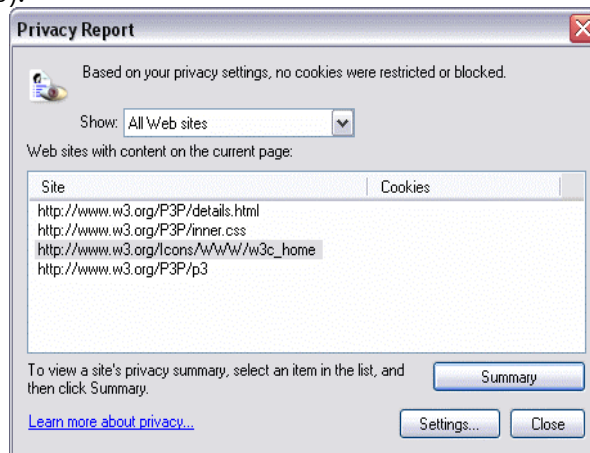 Privacy Report
Based on your privacy settings, no cookies were restricted or blocked.
Show: All Web sites
Web sites with content on the current page:
Site Cookies
http://www.w3.org/P3P/details.html
http://www.w3.org/P3P/inner.css
http://www.w3.org/Icons/WWW/w3c_home
http://www.w3.org/P3P/p3
To view a site's privacy summary, select an item in the list, and
then click Summary.
Summary
Learn more about privacy...
Settings...
Close